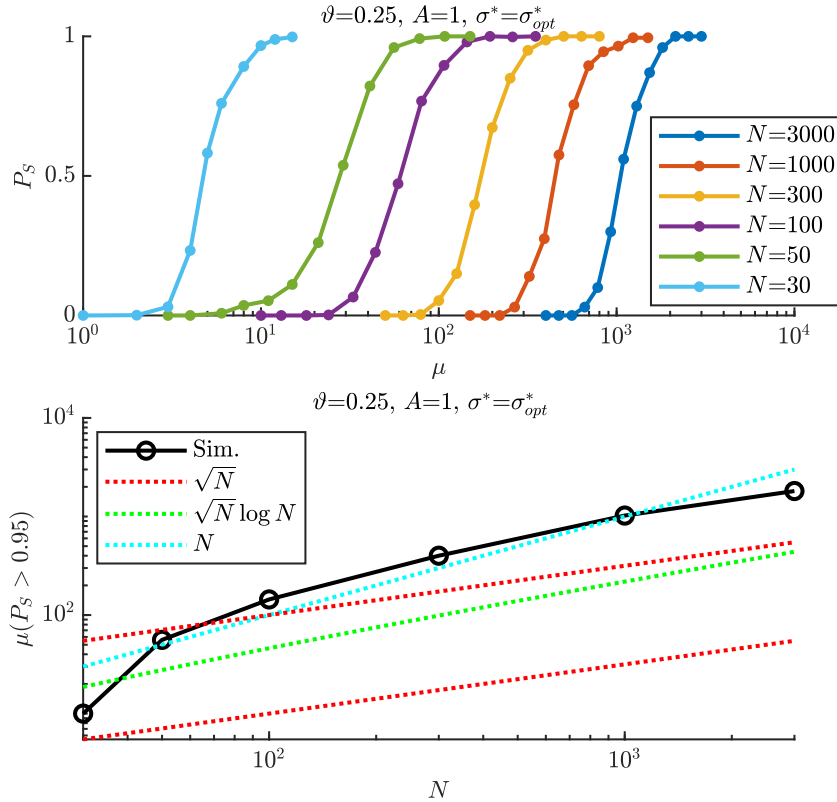 ϑ=0.25, A=1, σ*=σ*opt
1
0.5
0
P_S
10^0
10^1
10^2
10^3
10^4
μ
N=3000
N=1000
N=300
N=100
N=50
N=30
ϑ=0.25, A=1, σ*=σ*opt
10^4
10^2
μ(P_S > 0.95)
Sim.
√N
√N log N
N
10^2
10^3
N